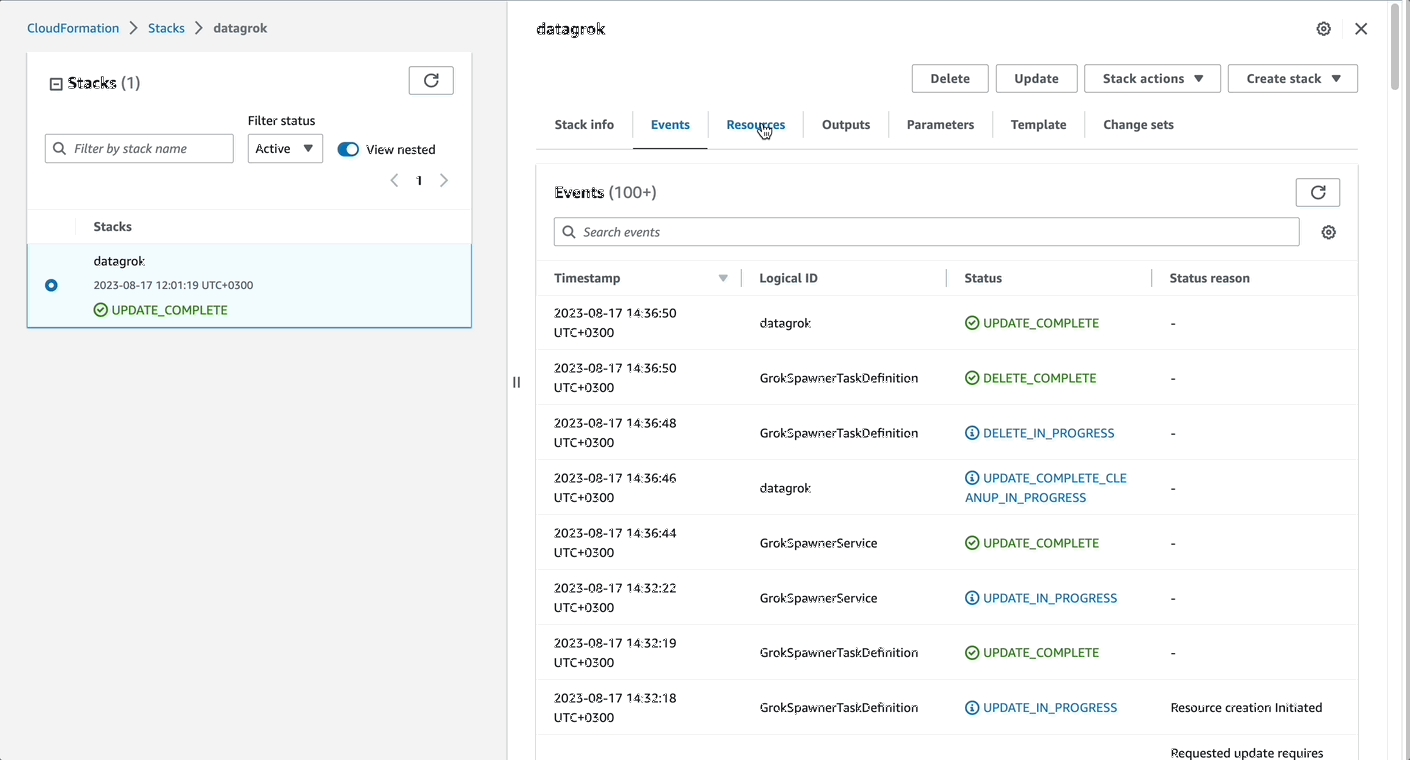 CloudFormation > Stacks > datagrok
Stacks (1)
Filter status
Filter by stack name
Active
View nested
1
Stacks
datagrok
2023-08-17 12:01:19 UTC+0300
UPDATE_COMPLETE
datagrok
Delete Update Stack actions Create stack
Stack info Events Resources Outputs Parameters Template Change sets
Events (100+)
Search events
Timestamp Logical ID Status Status reason
2023-08-17 14:36:50
UTC+0300
datagrok
UPDATE_COMPLETE
-
2023-08-17 14:36:50
UTC+0300
GrokSpawnerTaskDefinition
DELETE_COMPLETE
-
2023-08-17 14:36:48
UTC+0300
GrokSpawnerTaskDefinition
DELETE_IN_PROGRESS
-
2023-08-17 14:36:46
UTC+0300
datagrok
UPDATE_COMPLETE_CLE
ANUP_IN_PROGRESS
-
2023-08-17 14:36:44
UTC+0300
GrokSpawnerService
UPDATE_COMPLETE
-
2023-08-17 14:32:22
UTC+0300
GrokSpawnerService
UPDATE_IN_PROGRESS
-
2023-08-17 14:32:19
UTC+0300
GrokSpawnerTaskDefinition
UPDATE_COMPLETE
-
2023-08-17 14:32:18
UTC+0300
GrokSpawnerTaskDefinition
UPDATE_IN_PROGRESS
Resource creation Initiated
Requested update requires